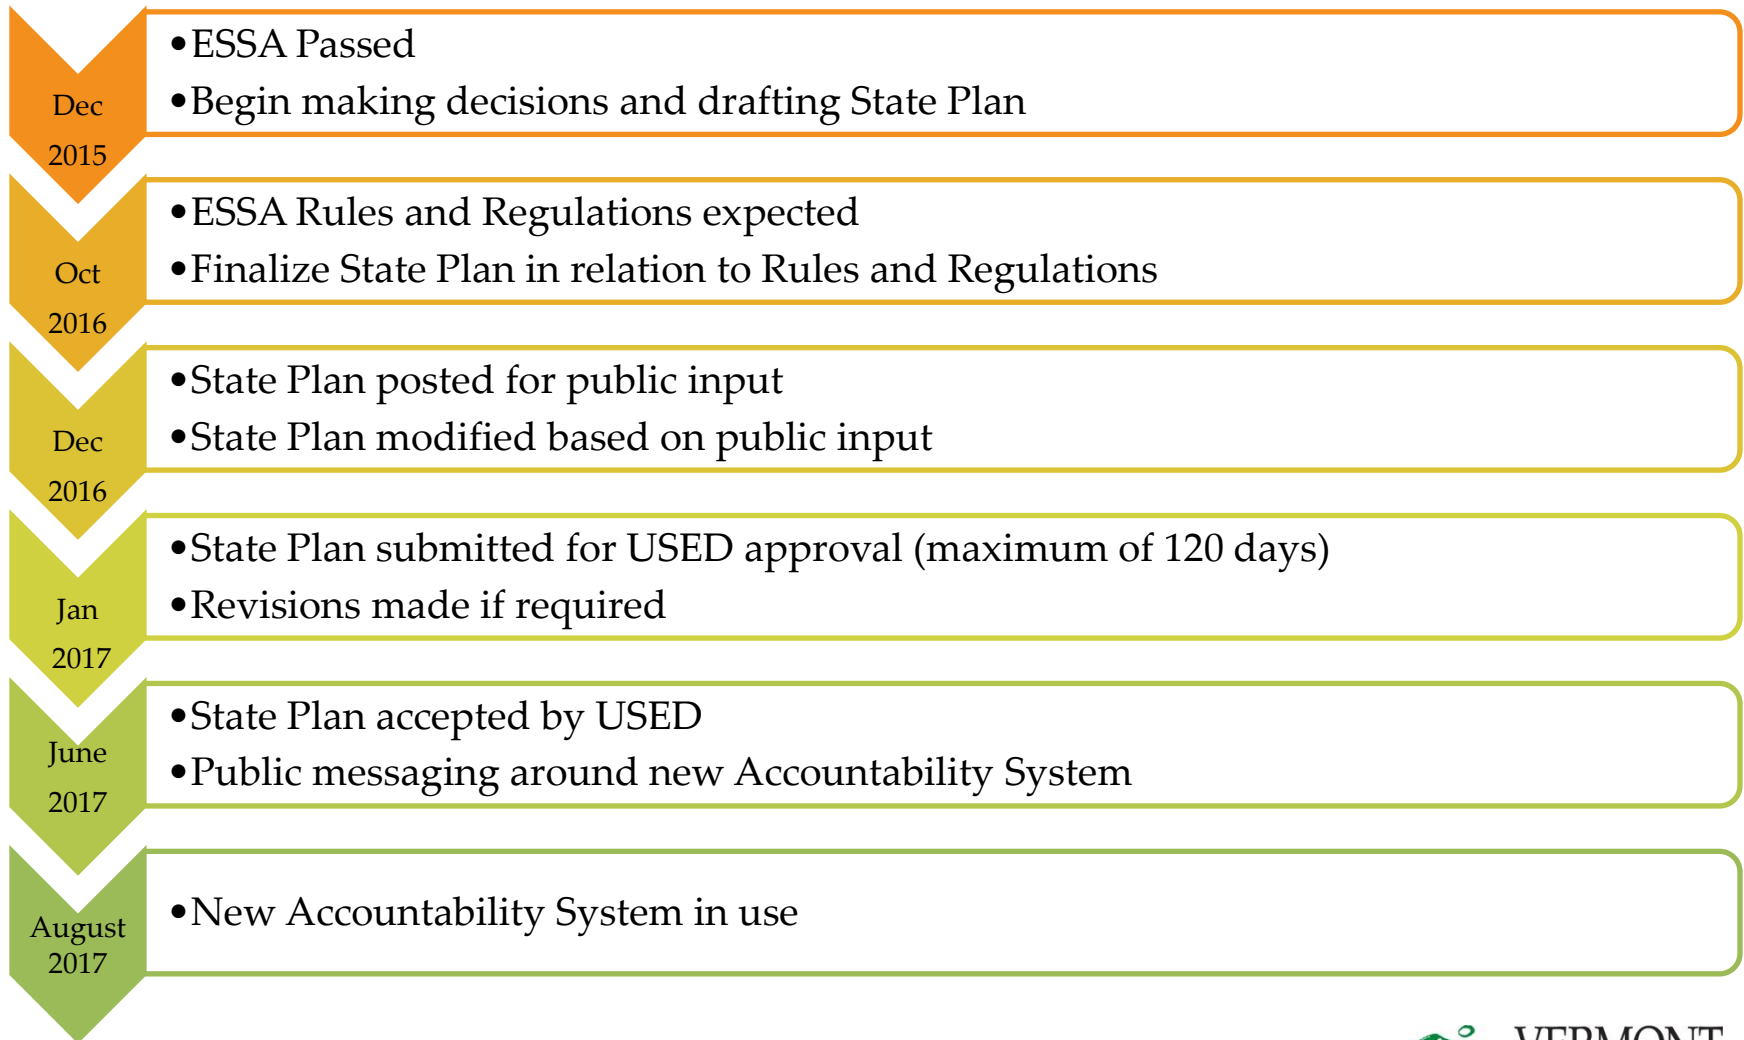 Dec
2015
•ESSA Passed
•Begin making decisions and drafting State Plan
Oct
2016
•ESSA Rules and Regulations expected
•Finalize State Plan in relation to Rules and Regulations
Dec
2016
•State Plan posted for public input
•State Plan modified based on public input
Jan
2017
•State Plan submitted for USED approval (maximum of 120 days)
•Revisions made if required
June
2017
•State Plan accepted by USED
•Public messaging around new Accountability System
August
2017
•New Accountability System in use
VERMONT